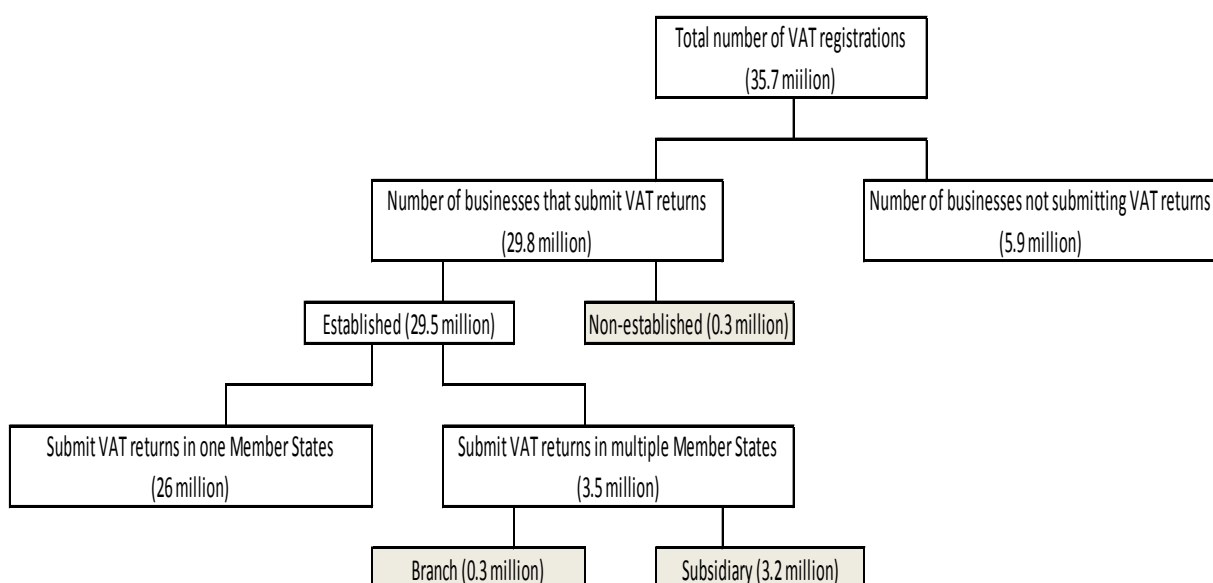 Total number of VAT registrations
(35.7 miilion)
Number of businesses that submit VAT returns
(29.8 million)
Number of businesses not submitting VAT returns
(5.9 million)
Established (29.5 million)
Non-established (0.3 million)
Submit VAT returns in one Member States
(26 million)
Submit VAT returns in multiple Member States
(3.5 million)
Branch (0.3 million)
Subsidiary (3.2 million)